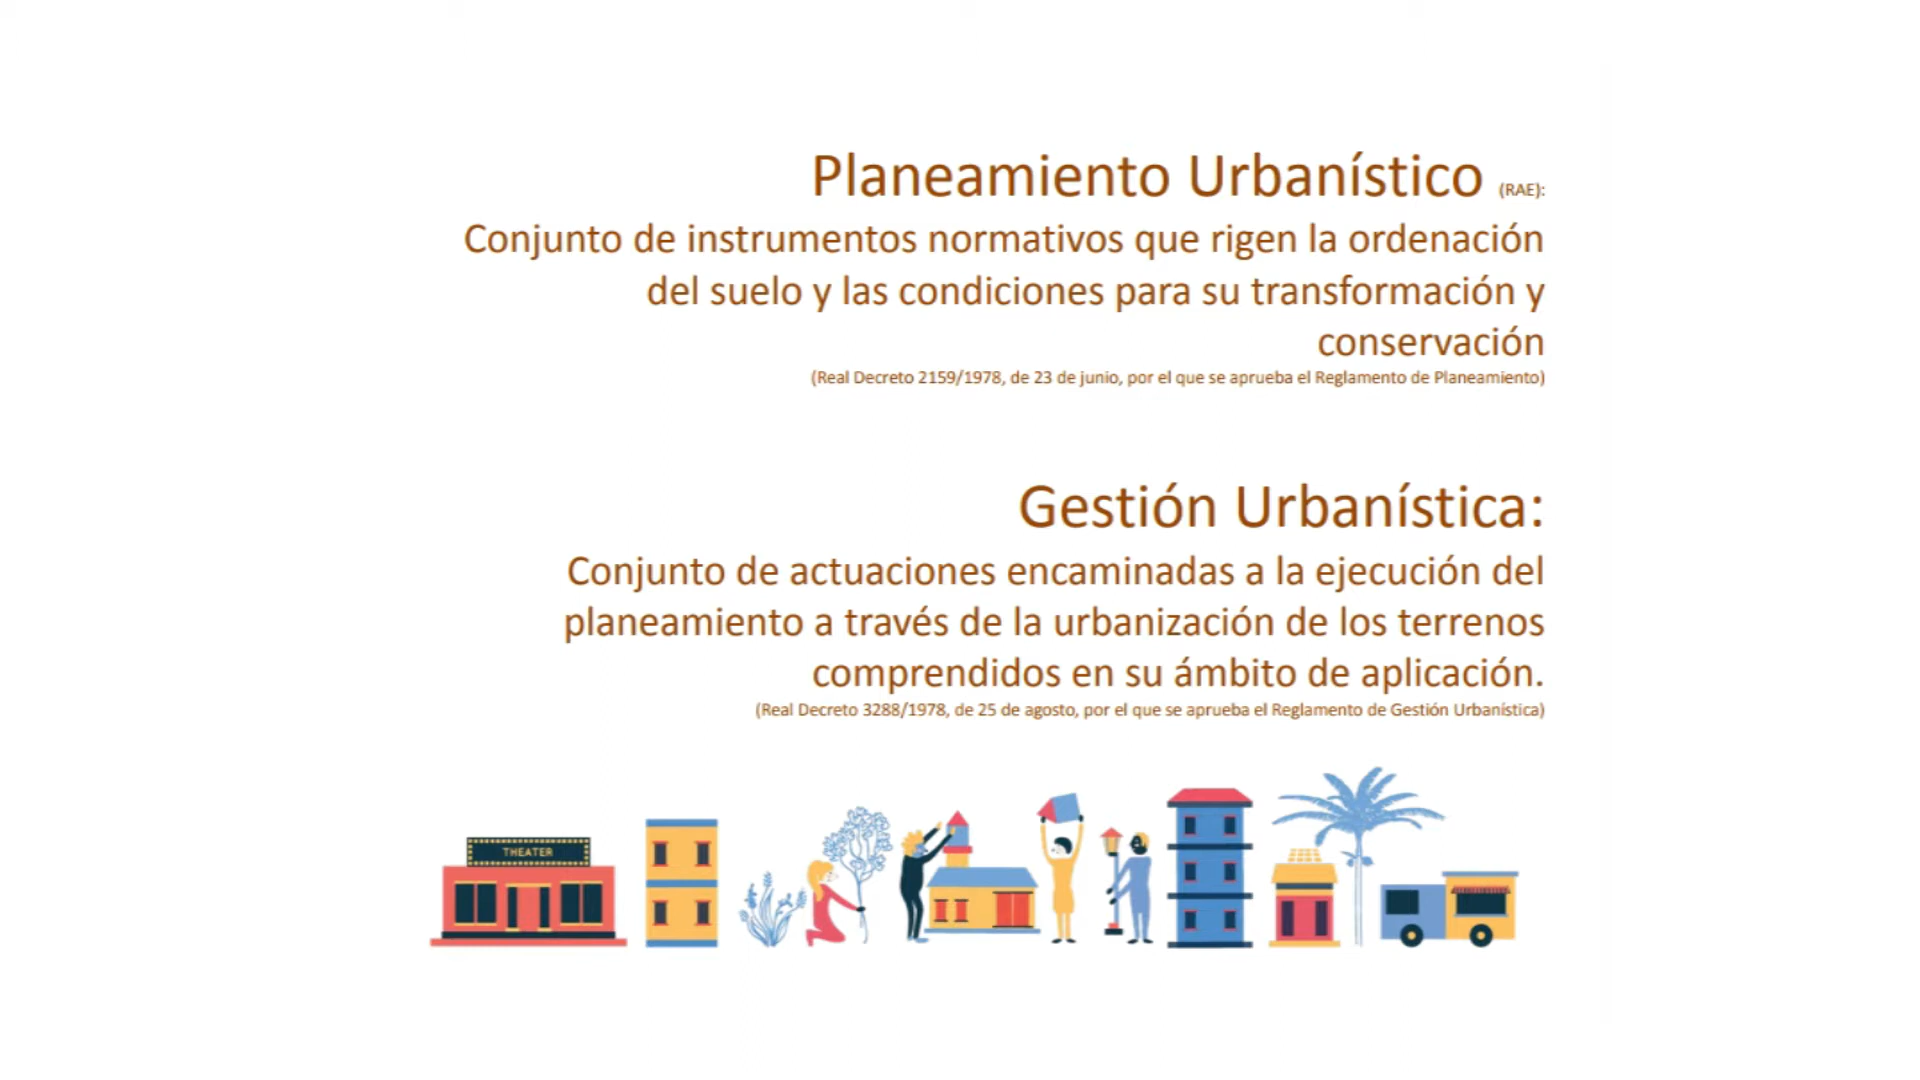 Planeamiento Urbanístico (RAE):
Conjunto de instrumentos normativos que rigen la ordenación
del suelo y las condiciones para su transformación y
conservación
(Real Decreto 2159/1978, de 23 de junio, por el que se aprueba el Reglamento de Planeamiento)
Gestión Urbanística:
Conjunto de actuaciones encaminadas a la ejecución del
planeamiento a través de la urbanización de los terrenos
comprendidos en su ámbito de aplicación.
(Real Decreto 3288/1978, de 25 de agosto, por el que se aprueba el Reglamento de Gestión Urbanística)
THEATER